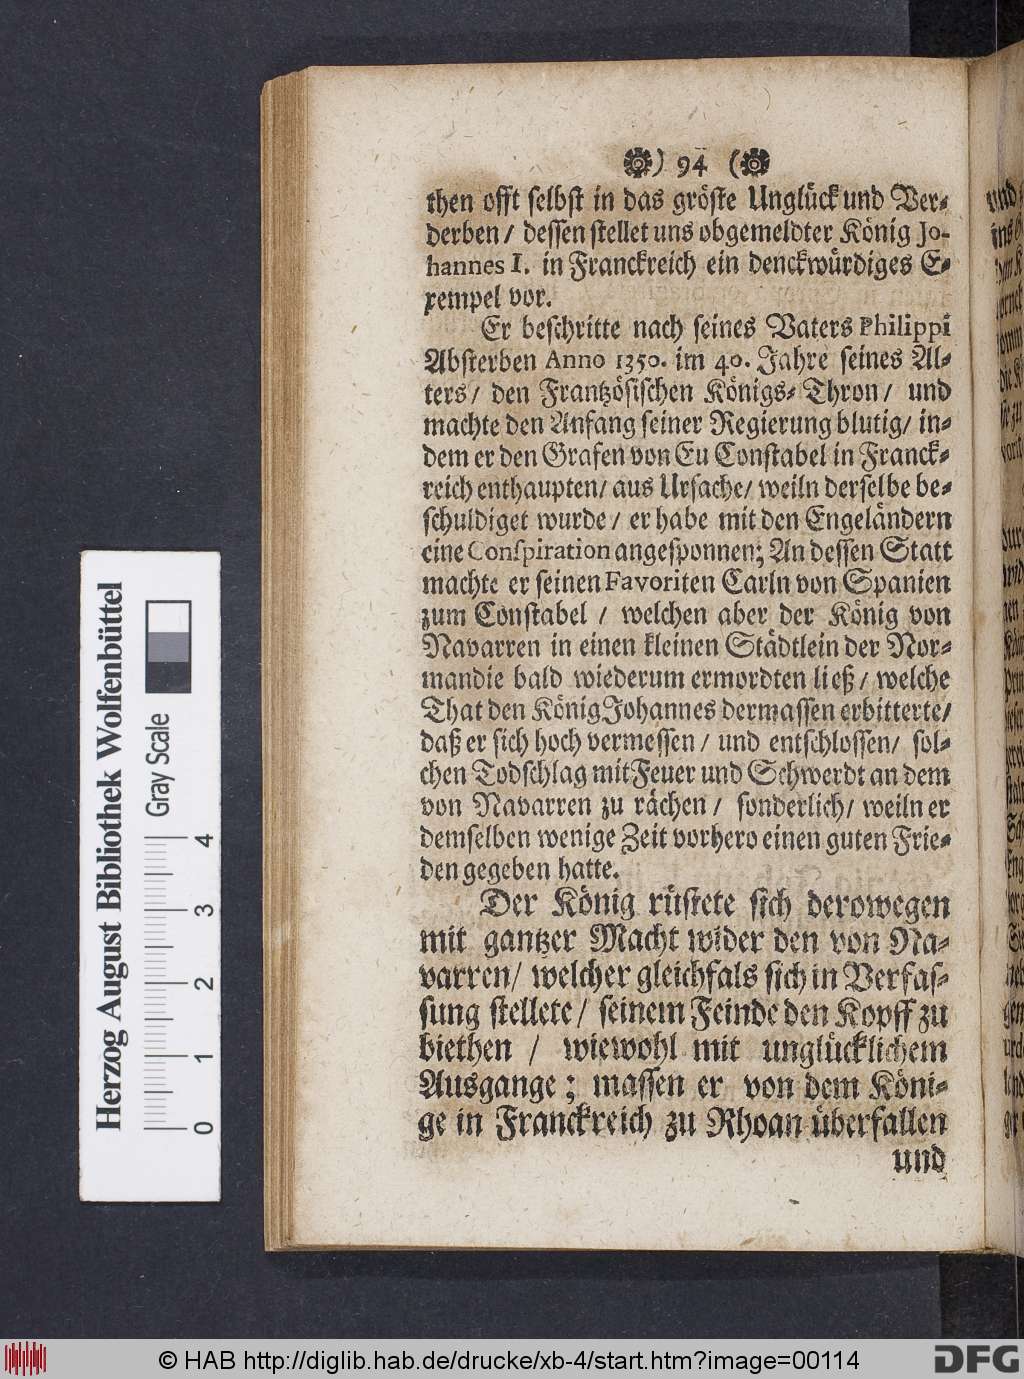 ) 94 (
then offt selbst in das gröste Unglück und Ver-
derben / dessen stellet uns obgemeldter König Jo-
hannes I. in Franckreich ein denckwürdiges E-
xempel vor.
Er beschritte nach seines Vaters Philippi
Absterben Anno 1350. im 40. Jahre seines Al-
ters / den Frantzösischen Königs-Thron / und
machte den Anfang seiner Regierung blutig / in-
dem er den Grafen von Eu Constabel in Franck-
reich enthaupten / aus Ursache / weiln derselbe be-
schuldiget wurde / er habe mit den Engeländern
eine Conspiration angesponnen; An dessen Statt
machte er seinen Favoriten Carln von Spanien
zum Constabel / welchen aber der König von
Navarren in einen kleinen Städtlein der Nor-
mandie bald wiederum ermordten ließ / welche
That den König Johannes dermassen erbitterte /
daß er sich hoch vermessen / und entschlossen / sol-
chen Todschlag mit Feuer und Schwerdt an dem
von Navarren zu rächen / sonderlich / weiln er
demselben wenige Zeit vorhero einen guten Frie-
den gegeben hatte.
Der König rüstete sich derowegen
mit gantzer Macht wider den von Na-
varren / welcher gleichfals sich in Verfas-
sung stellete / seinem Feinde den Kopff zu
biethen / wiewohl mit unglücklichem
Ausgange; massen er von dem Köni-
ge in Franckreich zu Rhoan überfallen
und
Herzog August Bibliothek Wolfenbüttel
Gray Scale
0 1 2 3 4
© HAB http://diglib.hab.de/drucke/xb-4/start.htm?image=00114
DFG